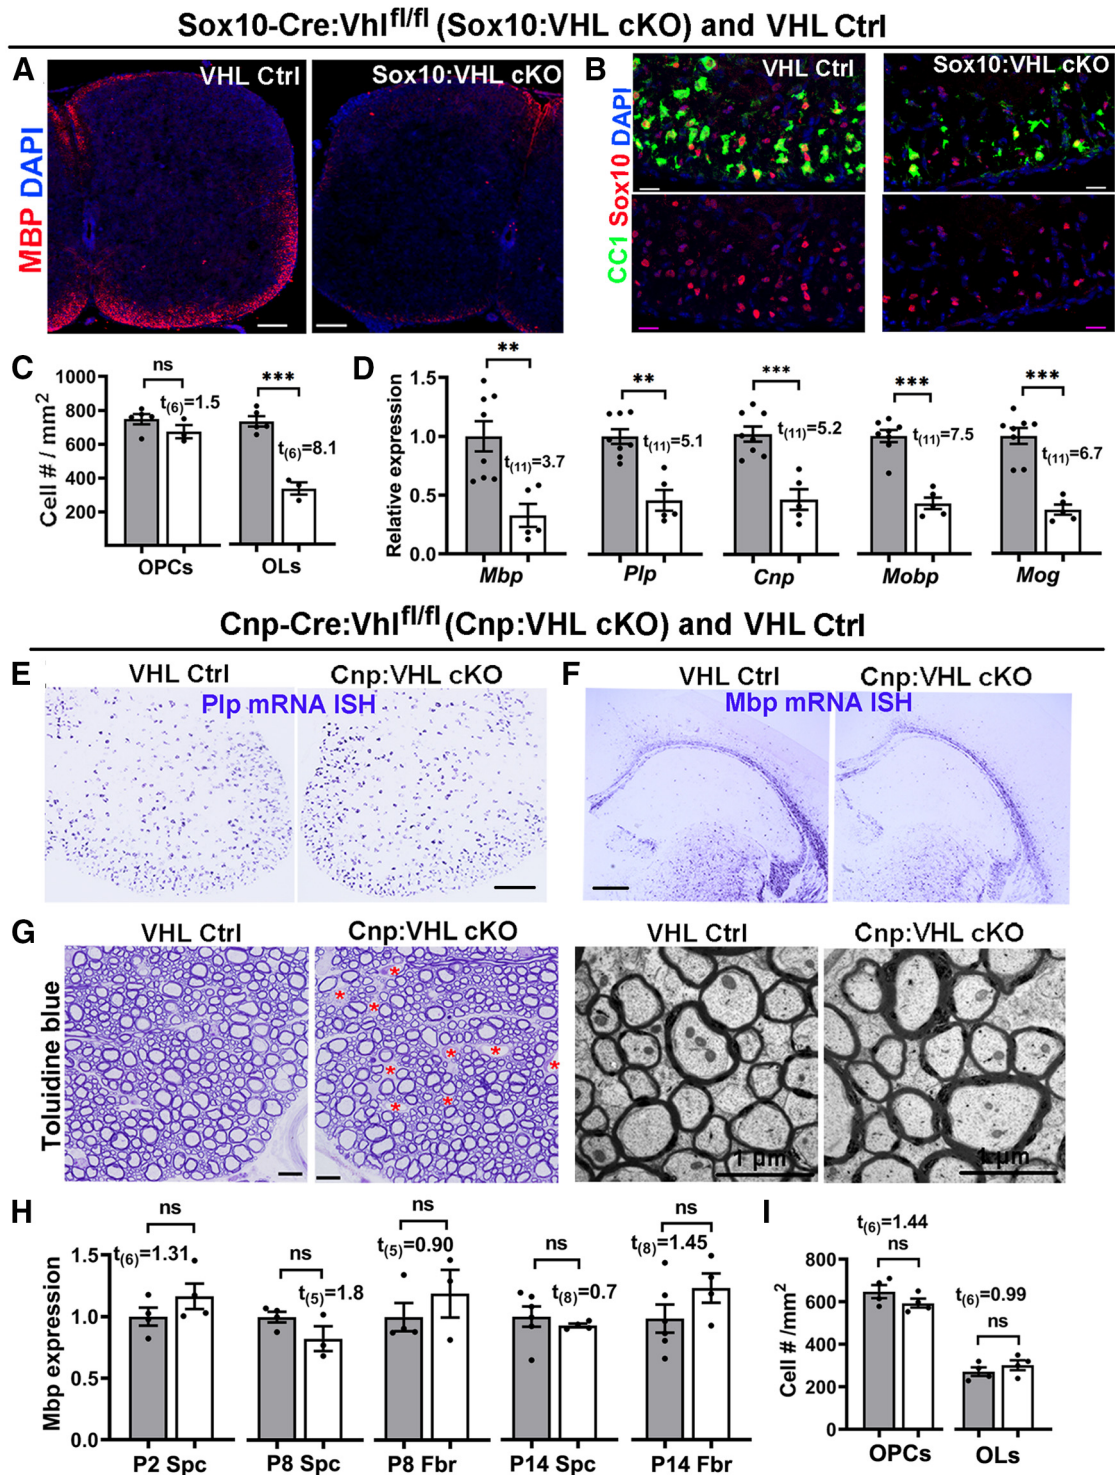 Sox10-Cre:Vhl^fl/fl (Sox10:VHL cKO) and VHL Ctrl
A
VHL Ctrl
Sox10:VHL cKO
MBP DAPI
B
VHL Ctrl
Sox10:VHL cKO
CC1 Sox10 DAPI
C
Cell # / mm²
1000
800
600
400
200
ns
t(6)=1.5
***
t(6)=8.1
OPCs
OLs
D
Relative expression
1.5
1.0
0.5
0.0
**
t(11)=3.7
Mbp
**
t(11)=5.1
Plp
***
t(11)=5.2
Cnp
***
t(11)=7.5
Mobp
***
t(11)=6.7
Mog
Cnp-Cre:Vhl^fl/fl (Cnp:VHL cKO) and VHL Ctrl
E
VHL Ctrl
Cnp:VHL cKO
Plp mRNA ISH
F
VHL Ctrl
Cnp:VHL cKO
Mbp mRNA ISH
G
VHL Ctrl
Cnp:VHL cKO
Toluidine blue
* * * * * * * * *
VHL Ctrl
Cnp:VHL cKO
1 μm
1 μm
H
Mbp expression
1.5
1.0
0.5
0.0
ns
t(6)=1.31
P2 Spc
ns
t(5)=1.8
P8 Spc
ns
t(5)=0.90
P8 Fbr
ns
t(8)=0.7
P14 Spc
ns
t(8)=1.45
P14 Fbr
I
Cell # /mm²
800
600
400
200
0
t(6)=1.44
ns
OPCs
t(6)=0.99
ns
OLs